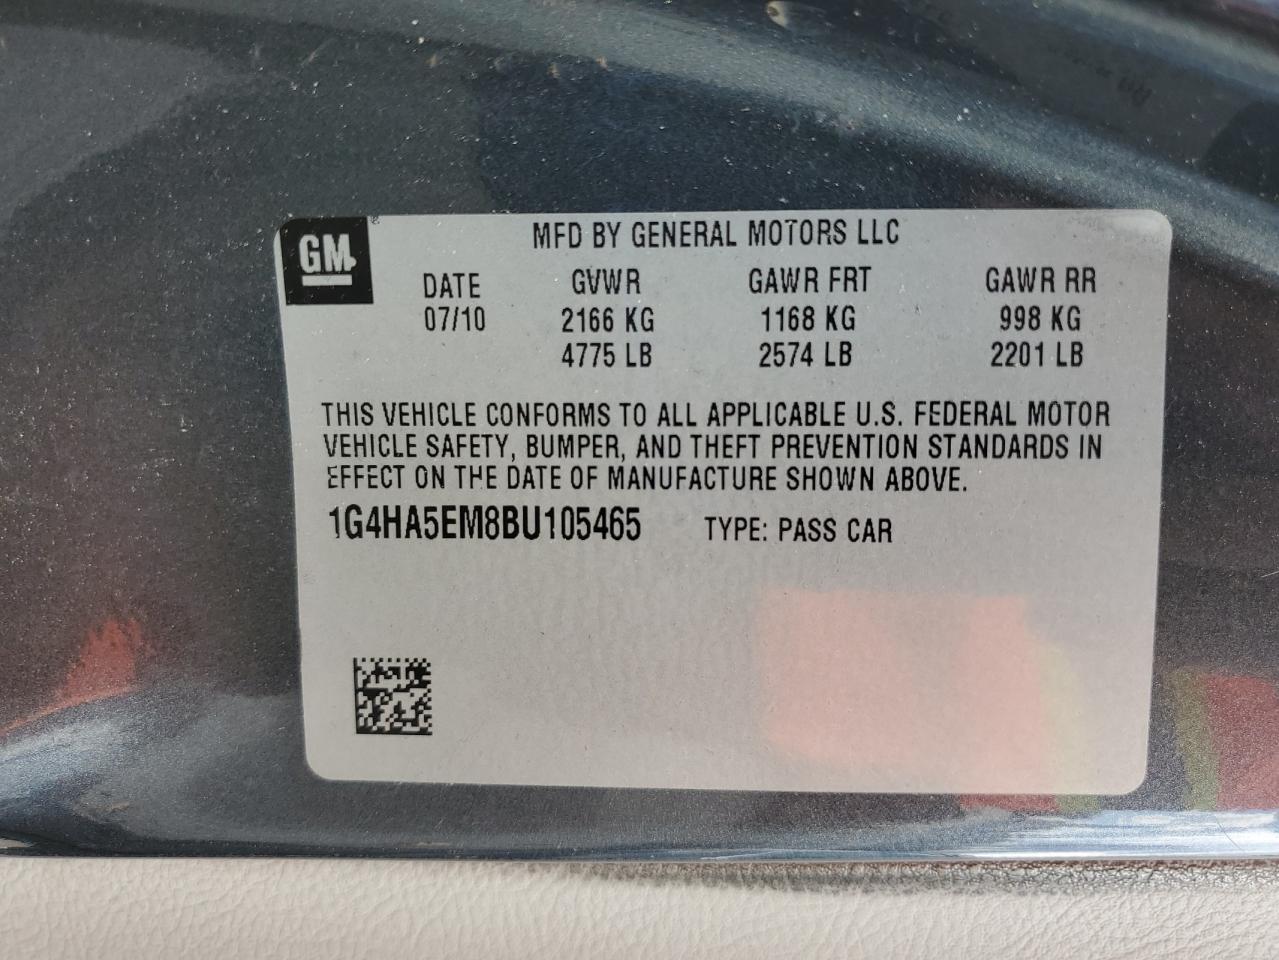 GM
MFD BY GENERAL MOTORS LLC
DATE GVWR GAWR FRT GAWR RR
07/10 2166 KG 1168 KG 998 KG
4775 LB 2574 LB 2201 LB
THIS VEHICLE CONFORMS TO ALL APPLICABLE U.S. FEDERAL MOTOR
VEHICLE SAFETY, BUMPER, AND THEFT PREVENTION STANDARDS IN
EFFECT ON THE DATE OF MANUFACTURE SHOWN ABOVE.
1G4HA5EM8BU105465 TYPE: PASS CAR